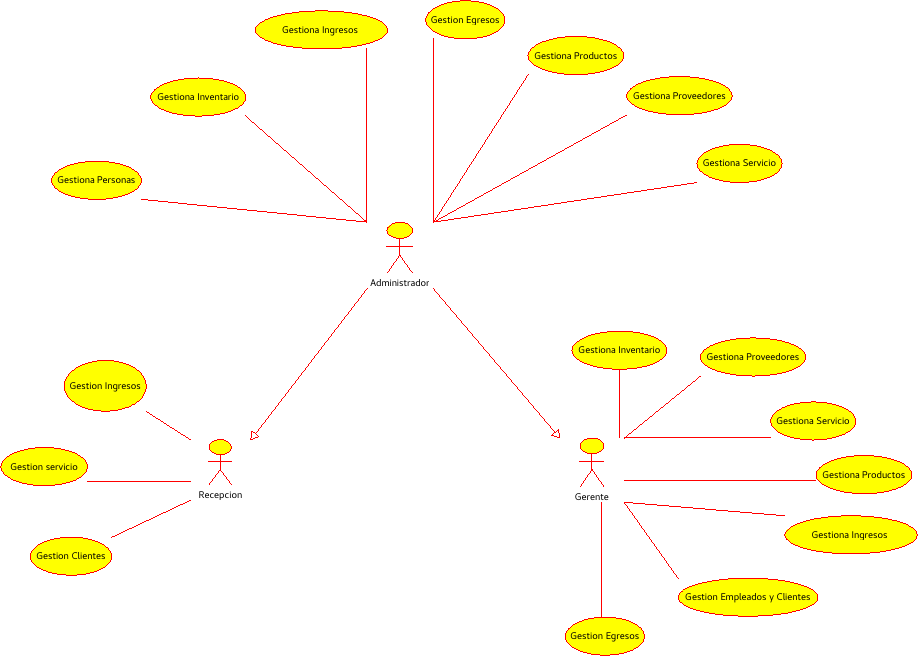 Gestion Egresos
Gestiona Ingresos
Gestiona Productos
Gestiona Inventario
Gestiona Proveedores
Gestiona Servicio
Gestiona Personas
Administrador
Gestiona Inventario
Gestiona Proveedores
Gestion Ingresos
Gestiona Servicio
Gestion servicio
Gestiona Productos
Recepcion
Gerente
Gestiona Ingresos
Gestion Clientes
Gestion Empleados y Clientes
Gestion Egresos